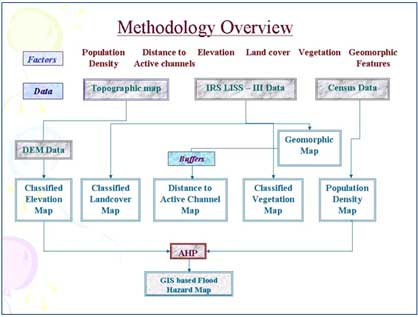 Methodology Overview
Factors
Population Density
Distance to Active channels
Elevation
Land cover
Vegetation
Geomorphic Features
Data
Topographic map
IRS LISS – III Data
Census Data
DEM Data
Buffers
Geomorphic
Map
Classified
Elevation
Map
Classified
Landcover
Map
Distance to
Active Channel
Map
Classified
Vegetation
Map
Population
Density
Map
AHP
GIS based Flood
Hazard Map